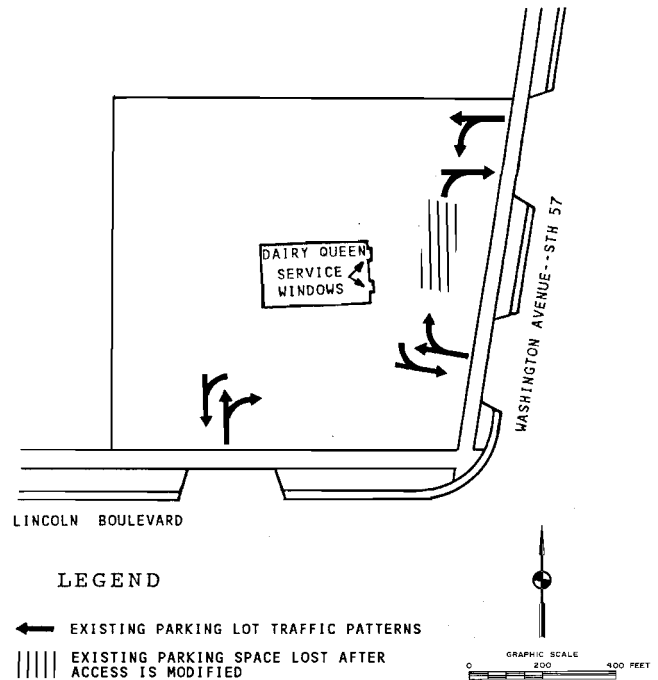 DAIRY QUEEN
SERVICE
WINDOWS
WASHINGTON AVENUE--STH 57
LINCOLN BOULEVARD
LEGEND
EXISTING PARKING LOT TRAFFIC PATTERNS
EXISTING PARKING SPACE LOST AFTER
ACCESS IS MODIFIED
GRAPHIC SCALE
0 200 400 FEET